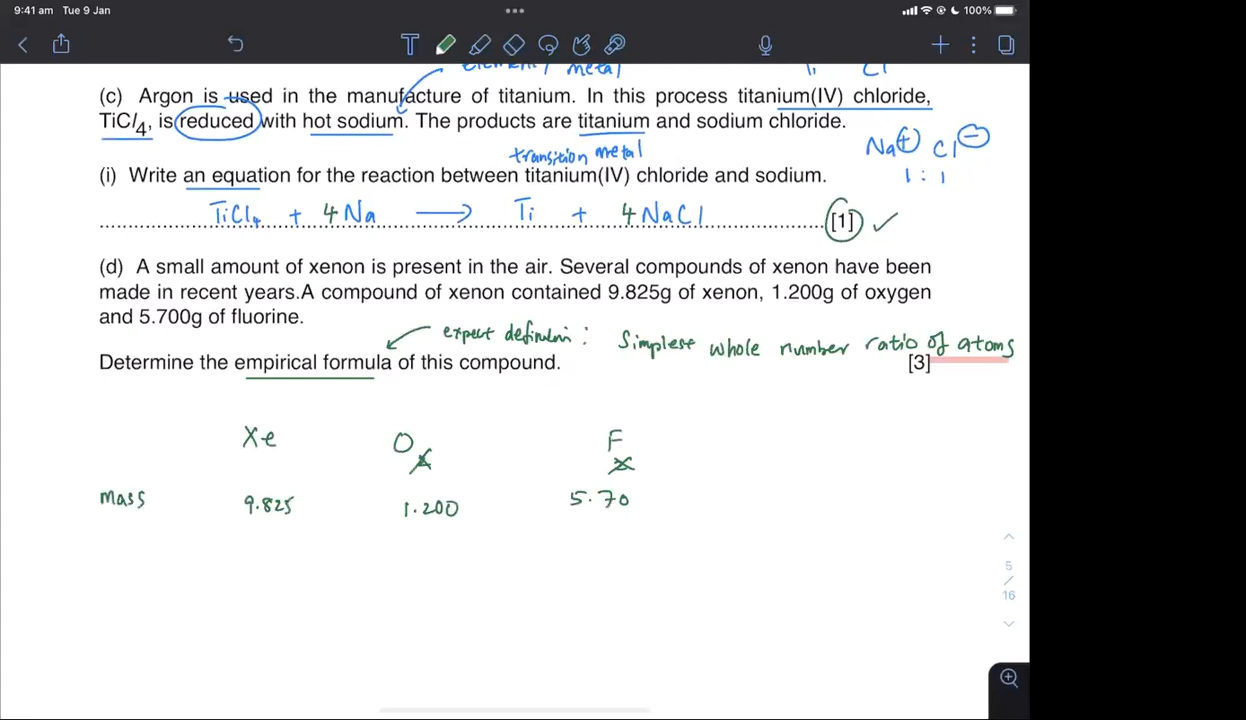 9:41 am Tue 9 Jan
100%
metal
Ti Cl
(c) Argon is used in the manufacture of titanium. In this process titanium(IV) chloride,
TiCl4, is reduced with hot sodium. The products are titanium and sodium chloride.
Na+ Cl−
transition metal
1 : 1
(i) Write an equation for the reaction between titanium(IV) chloride and sodium.
TiCl4 + 4Na → Ti + 4NaCl [1] ✓
(d) A small amount of xenon is present in the air. Several compounds of xenon have been
made in recent years.A compound of xenon contained 9.825g of xenon, 1.200g of oxygen
and 5.700g of fluorine.
expect definition: Simplest whole number ratio of atoms
Determine the empirical formula of this compound. [3]
Xe O F
Mass 9.825 1.200 5.70
5
/
16